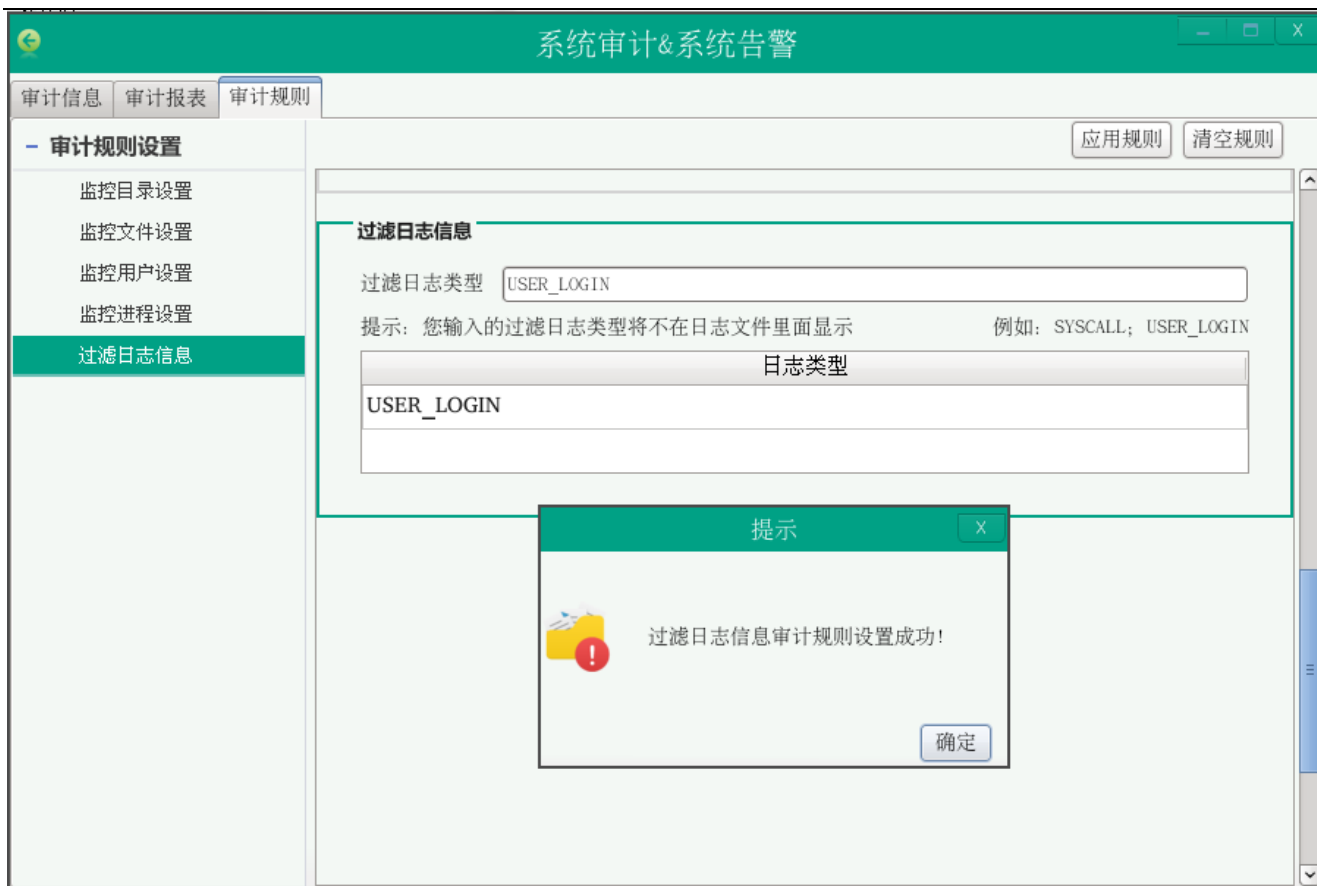 系统审计&系统告警
审计信息 审计报表 审计规则
应用规则 清空规则
− 审计规则设置
监控目录设置
监控文件设置
监控用户设置
监控进程设置
过滤日志信息
过滤日志信息
过滤日志类型 USER_LOGIN
提示: 您输入的过滤日志类型将不在日志文件里面显示 例如: SYSCALL; USER_LOGIN
日志类型
USER_LOGIN
提示 X
过滤日志信息审计规则设置成功!
确定